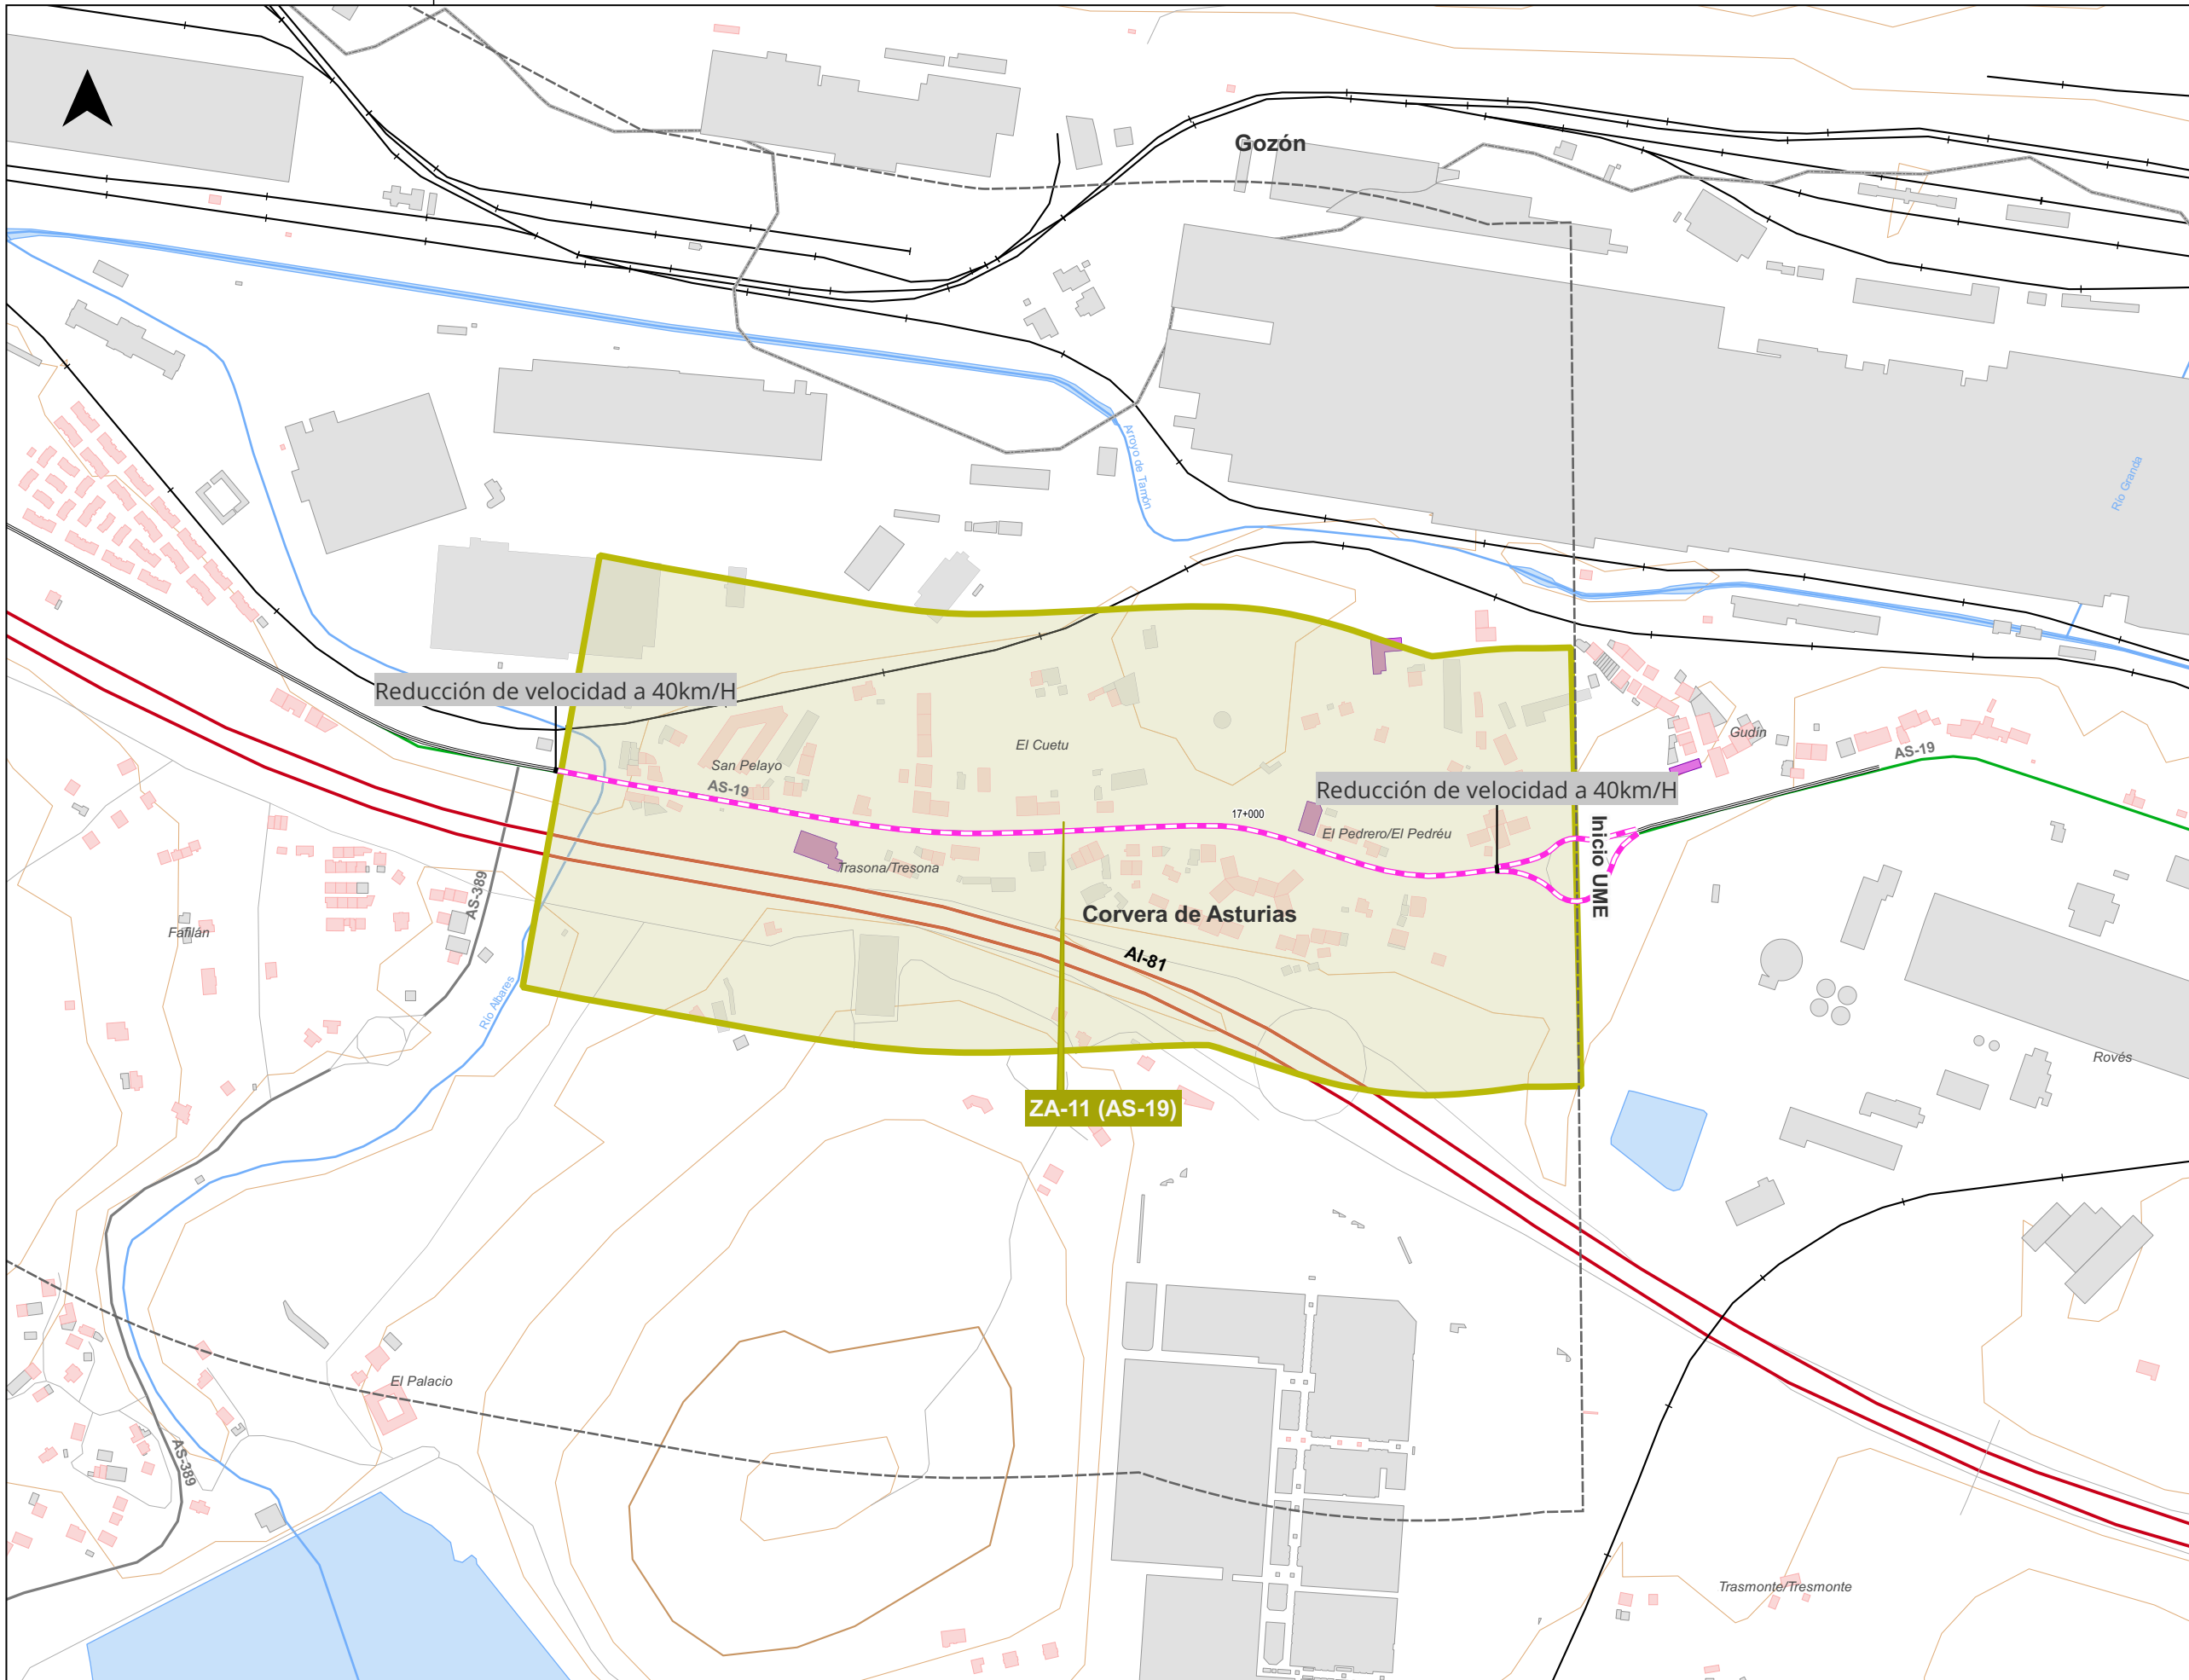 Gozón
Arroyo de Tamón
Río Granda
Reducción de velocidad a 40km/H
Gudín
El Cuetu
AS-19
San Pelayo
AS-19
Reducción de velocidad a 40km/H
17+000
El Pedrero/El Pedréu
Inicio UME
Trasona/Tresona
AS-389
Corvera de Asturias
Fafilán
AI-81
Río Albares
Rovés
ZA-11 (AS-19)
El Palacio
AS-389
Trasmonte/Tresmonte